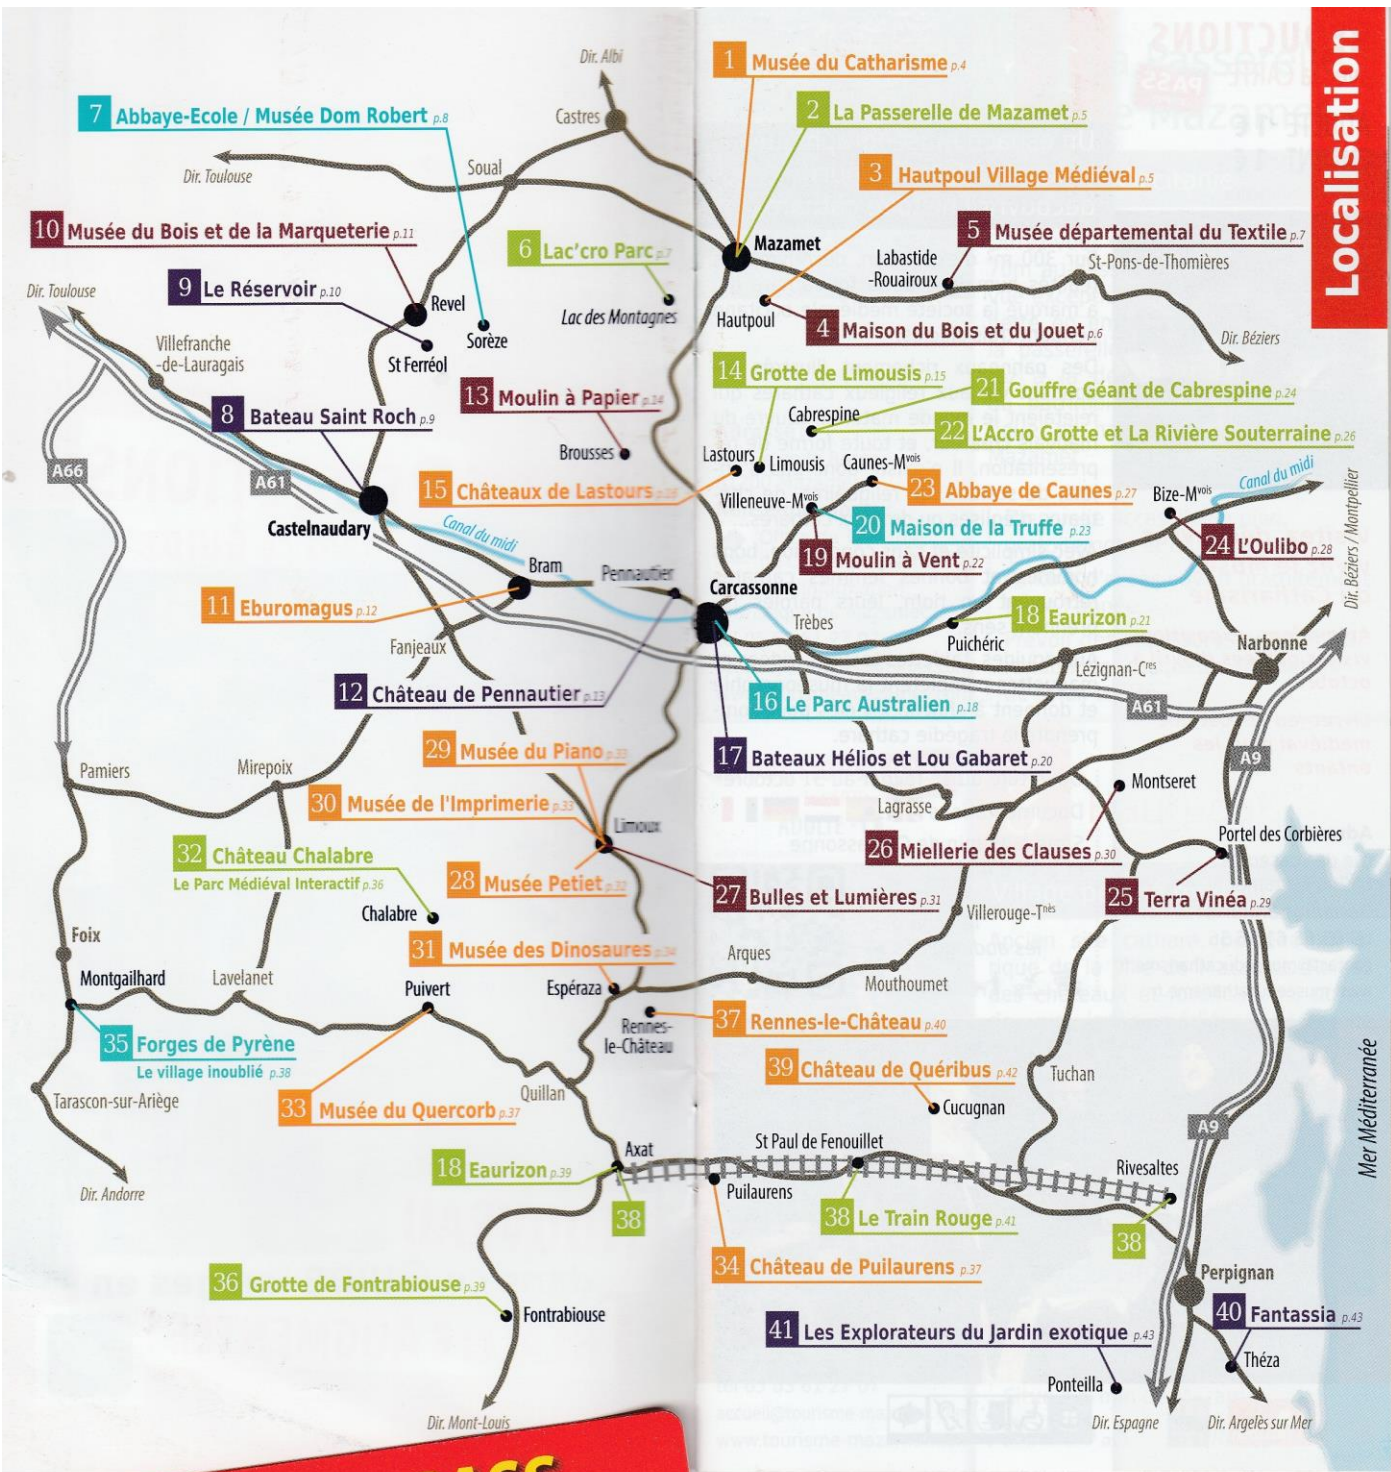 Localisation
Dir. Albi
Castres
1 Musée du Catharisme p.4
2 La Passerelle de Mazamet p.5
7 Abbaye-Ecole / Musée Dom Robert p.8
Dir. Toulouse
Soual
3 Hautpoul Village Médiéval p.5
10 Musée du Bois et de la Marqueterie p.11
6 Lac'cro Parc p.7
Mazamet
5 Musée départemental du Textile p.7
Labastide
-Rouairoux
St-Pons-de-Thomières
Dir. Toulouse
9 Le Réservoir p.10
Revel
Sorèze
Lac des Montagnes
Hautpoul
4 Maison du Bois et du Jouet p.6
Dir. Béziers
Villefranche
-de-Lauragais
St Ferréol
14 Grotte de Limousis p.15
21 Gouffre Géant de Cabrespine p.24
13 Moulin à Papier p.14
8 Bateau Saint Roch p.9
Cabrespine
22 L'Accro Grotte et La Rivière Souterraine p.26
Brousses
Lastours
Limousis
Caunes-Mvois
A66
A61
15 Châteaux de Lastours
Villeneuve-Mvois
23 Abbaye de Caunes p.27
Bize-Mvois
Canal du midi
Dir. Béziers / Montpellier
Castelnaudary
Canal du midi
20 Maison de la Truffe p.23
24 L'Oulibo p.28
19 Moulin à Vent p.22
Bram
Pennautier
Carcassonne
11 Eburomagus p.12
Trèbes
18 Eaurizon p.21
Puichéric
Fanjeaux
Narbonne
Lézignan-Cres
12 Château de Pennautier p.13
16 Le Parc Australien p.18
A61
29 Musée du Piano p.33
17 Bateaux Hélios et Lou Gabaret p.20
A9
Pamiers
Mirepoix
Montseret
30 Musée de l'Imprimerie p.33
Lagrasse
Limoux
Portel des Corbières
32 Château Chalabre
Le Parc Médiéval Interactif p.36
26 Miellerie des Clauses p.30
28 Musée Petiet p.32
27 Bulles et Lumières p.31
25 Terra Vinéa p.29
Chalabre
Villerouge-Tnès
Foix
31 Musée des Dinosaures p.34
Arques
Montgailhard
Lavelanet
Puivert
Espéraza
Mouthoumet
Rennes-
le-Château
37 Rennes-le-Château p.40
35 Forges de Pyrène
Le village inoublié p.38
39 Château de Quéribus p.42
Tuchan
Mer Méditerranée
Tarascon-sur-Ariège
33 Musée du Quercorb p.37
Quillan
Cucugnan
A9
Axat
St Paul de Fenouillet
18 Eaurizon p.39
Rivesaltes
Puilaurens
Dir. Andorre
38
38 Le Train Rouge p.41
38
36 Grotte de Fontrabiouse p.39
34 Château de Puilaurens p.37
Perpignan
Fontrabiouse
41 Les Explorateurs du Jardin exotique p.43
40 Fantassia p.43
Théza
Ponteilla
Dir. Mont-Louis
Dir. Espagne
Dir. Argelès sur Mer